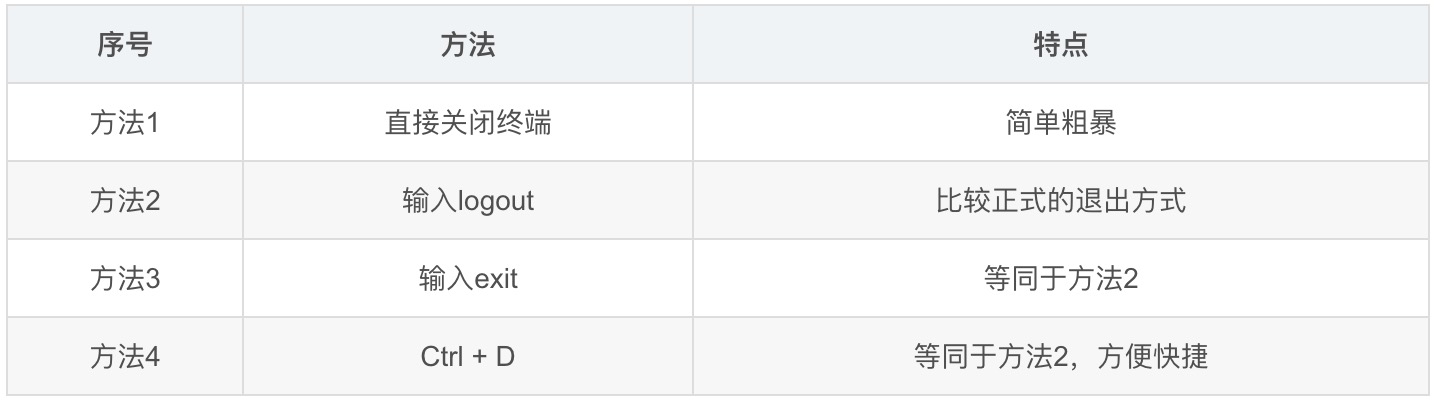 序号 方法 特点
方法1 直接关闭终端 简单粗暴
方法2 输入logout 比较正式的退出方式
方法3 输入exit 等同于方法2
方法4 Ctrl + D 等同于方法2，方便快捷